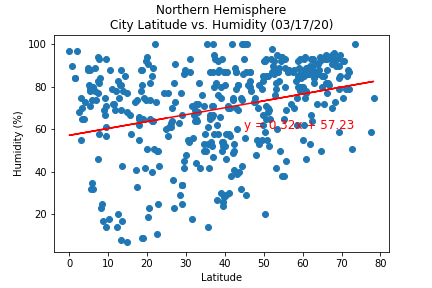 Northern Hemisphere
City Latitude vs. Humidity (03/17/20)
100
80
60
40
20
Humidity (%)
y = 0.32x + 57.23
0 10 20 30 40 50 60 70 80
Latitude